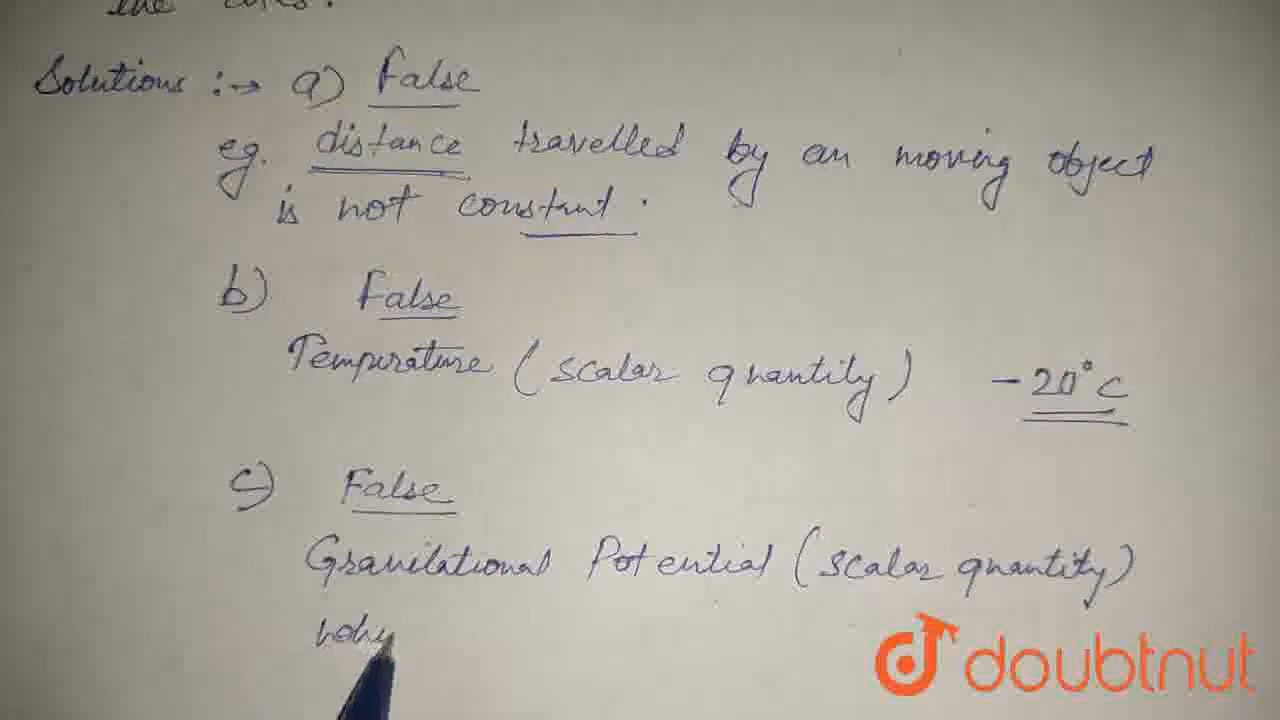 the
Solutions :→ a) False
eg. distance travelled by an moving object
is not constant.
b) False
Temperature (scalar quantity) -20°C
c) False
Gravitational Potential (scalar quantity)
doubtnut